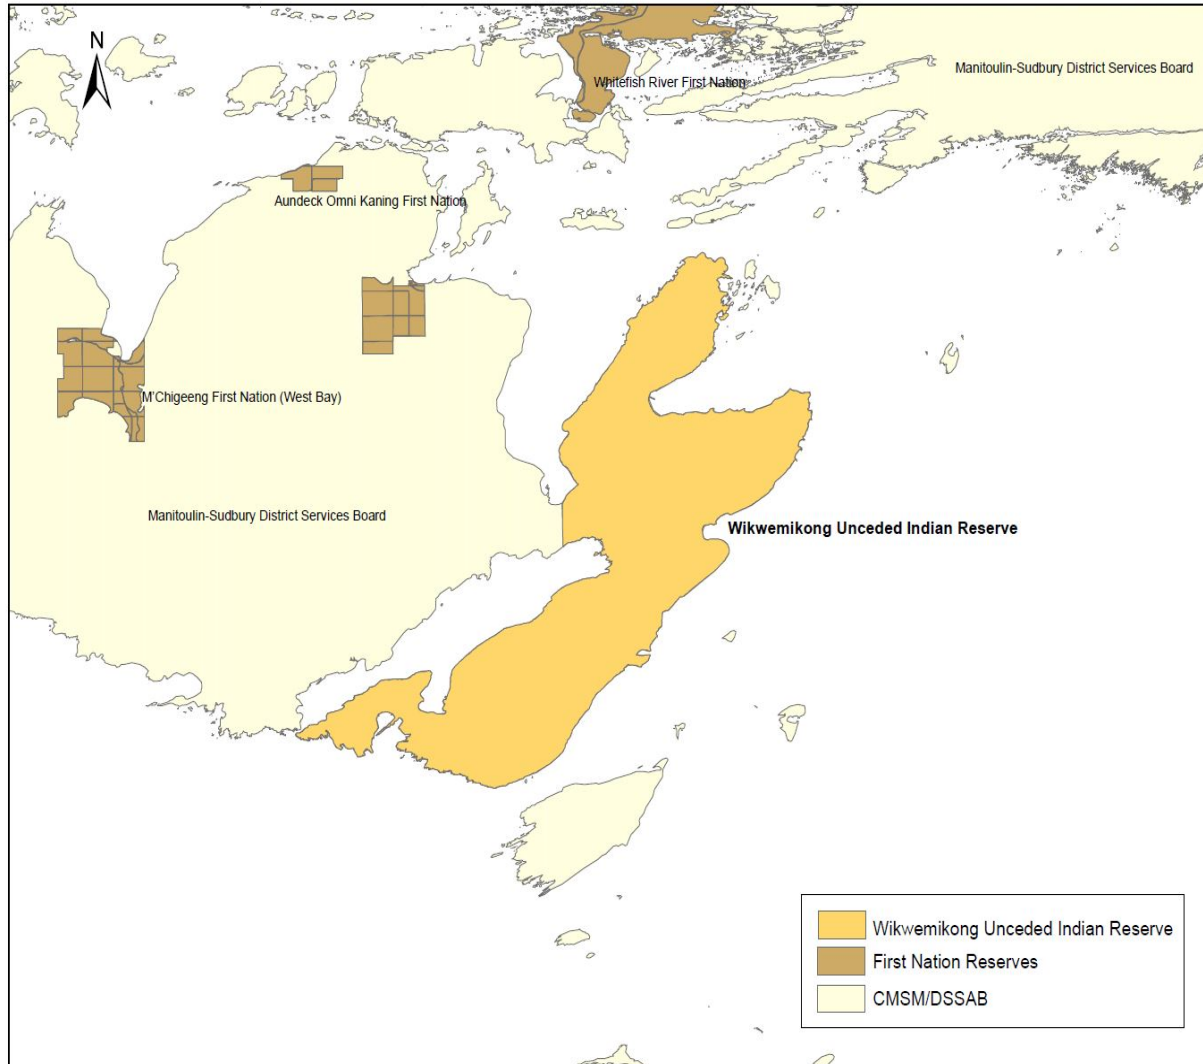 N
Whitefish River First Nation
Manitoulin-Sudbury District Services Board
Aundeck Omni Kaning First Nation
M'Chigeeng First Nation (West Bay)
Manitoulin-Sudbury District Services Board
Wikwemikong Unceded Indian Reserve
Wikwemikong Unceded Indian Reserve
First Nation Reserves
CMSM/DSSAB